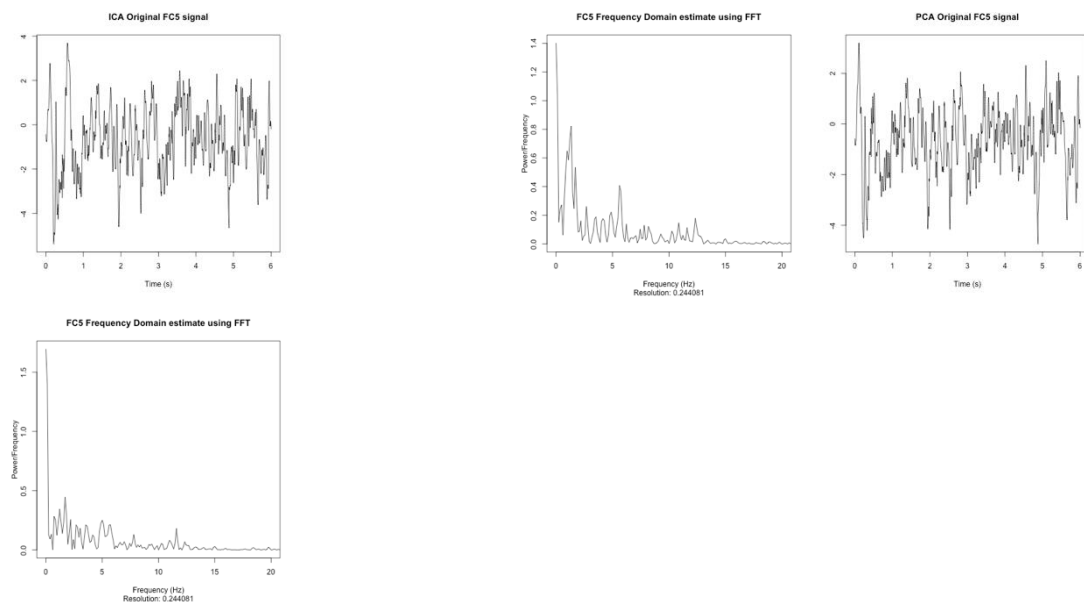 ICA Original FC5 signal
4
2
0
-2
-4
0 1 2 3 4 5 6
Time (s)
FC5 Frequency Domain estimate using FFT
Power/Frequency
1.4
1.2
1.0
0.8
0.6
0.4
0.2
0.0
0 5 10 15 20
Frequency (Hz)
Resolution: 0.244081
PCA Original FC5 signal
2
0
-2
-4
0 1 2 3 4 5 6
Time (s)
FC5 Frequency Domain estimate using FFT
Power/Frequency
1.5
1.0
0.5
0.0
0 5 10 15 20
Frequency (Hz)
Resolution: 0.244081